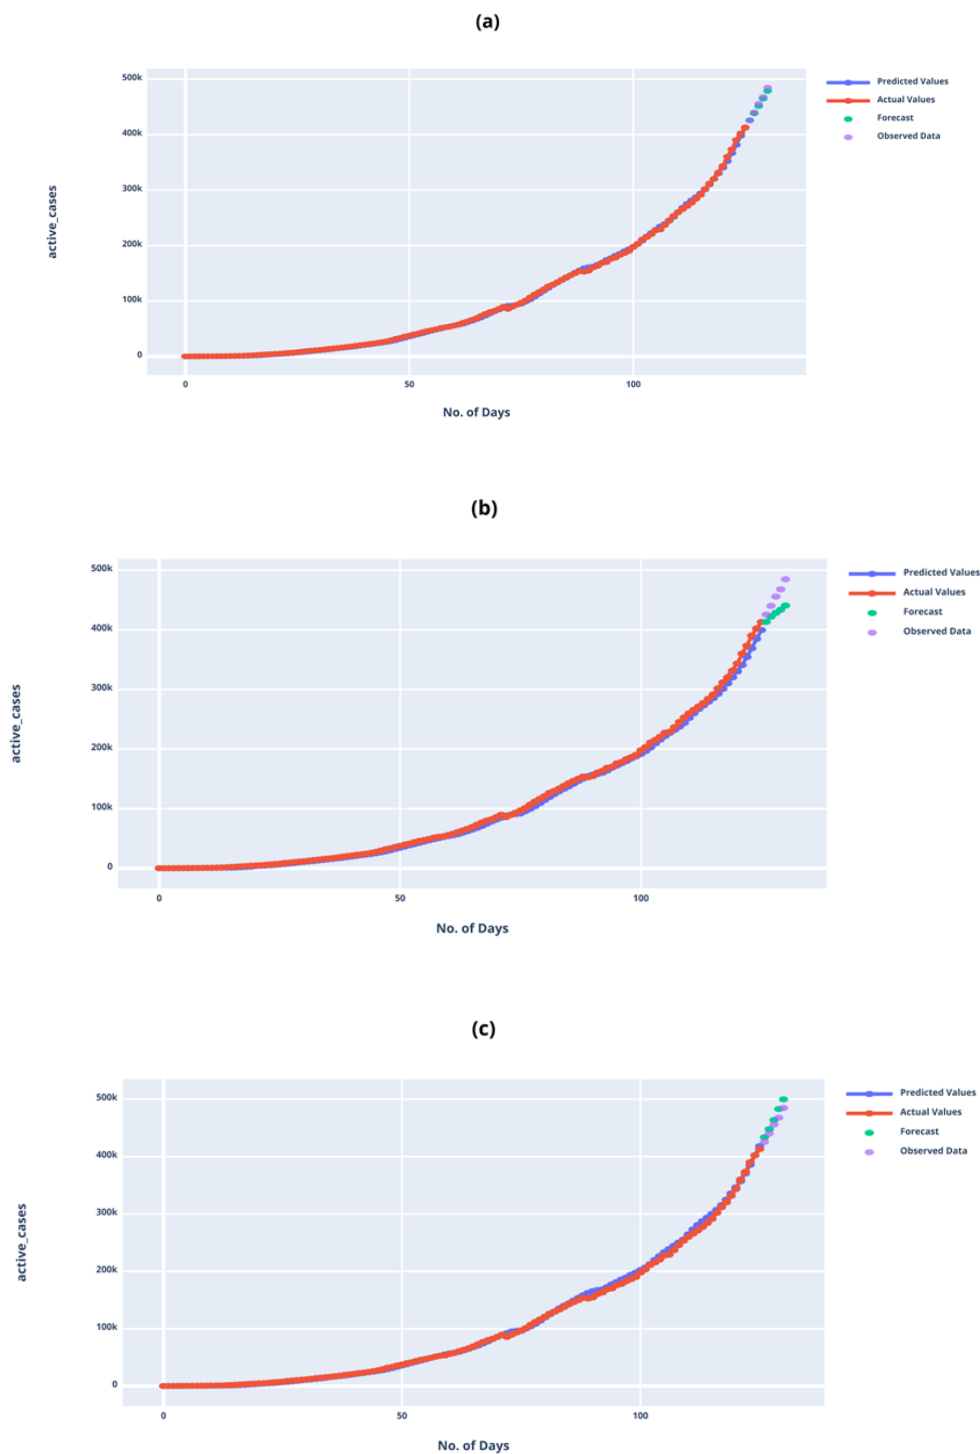 (a)
500k
400k
300k
200k
100k
0
0
50
100
No. of Days
active_cases
Predicted Values
Actual Values
Forecast
Observed Data
(b)
500k
400k
300k
200k
100k
0
0
50
100
No. of Days
active_cases
Predicted Values
Actual Values
Forecast
Observed Data
(c)
500k
400k
300k
200k
100k
0
0
50
100
No. of Days
active_cases
Predicted Values
Actual Values
Forecast
Observed Data